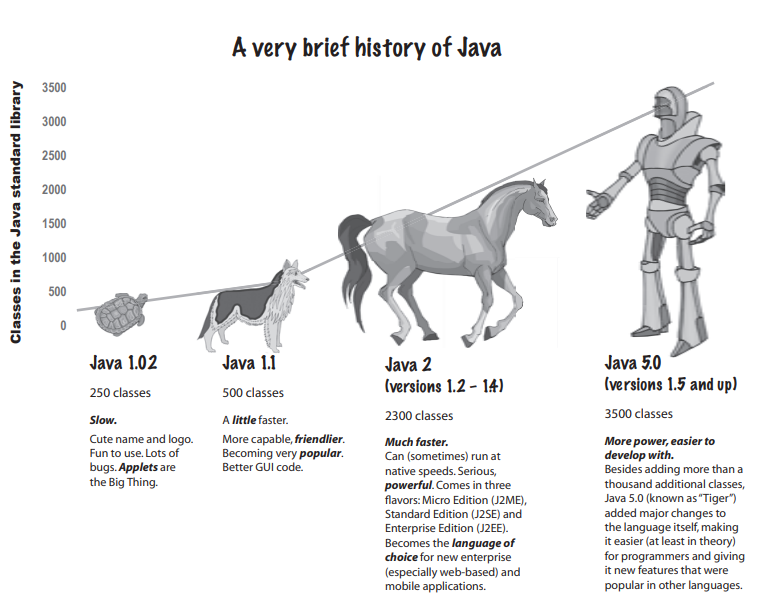 A very brief history of Java
Classes in the Java standard library
3500
3000
2500
2000
1500
1000
500
0
Java 1.02
250 classes
Slow.
Cute name and logo.
Fun to use. Lots of
bugs. Applets are
the Big Thing.
Java 1.1
500 classes
A little faster.
More capable, friendlier.
Becoming very popular.
Better GUI code.
Java 2
(versions 1.2 – 1.4)
2300 classes
Much faster.
Can (sometimes) run at
native speeds. Serious,
powerful. Comes in three
flavors: Micro Edition (J2ME),
Standard Edition (J2SE) and
Enterprise Edition (J2EE).
Becomes the language of
choice for new enterprise
(especially web-based) and
mobile applications.
Java 5.0
(versions 1.5 and up)
3500 classes
More power, easier to
develop with.
Besides adding more than a
thousand additional classes,
Java 5.0 (known as “Tiger”)
added major changes to
the language itself, making
it easier (at least in theory)
for programmers and giving
it new features that were
popular in other languages.